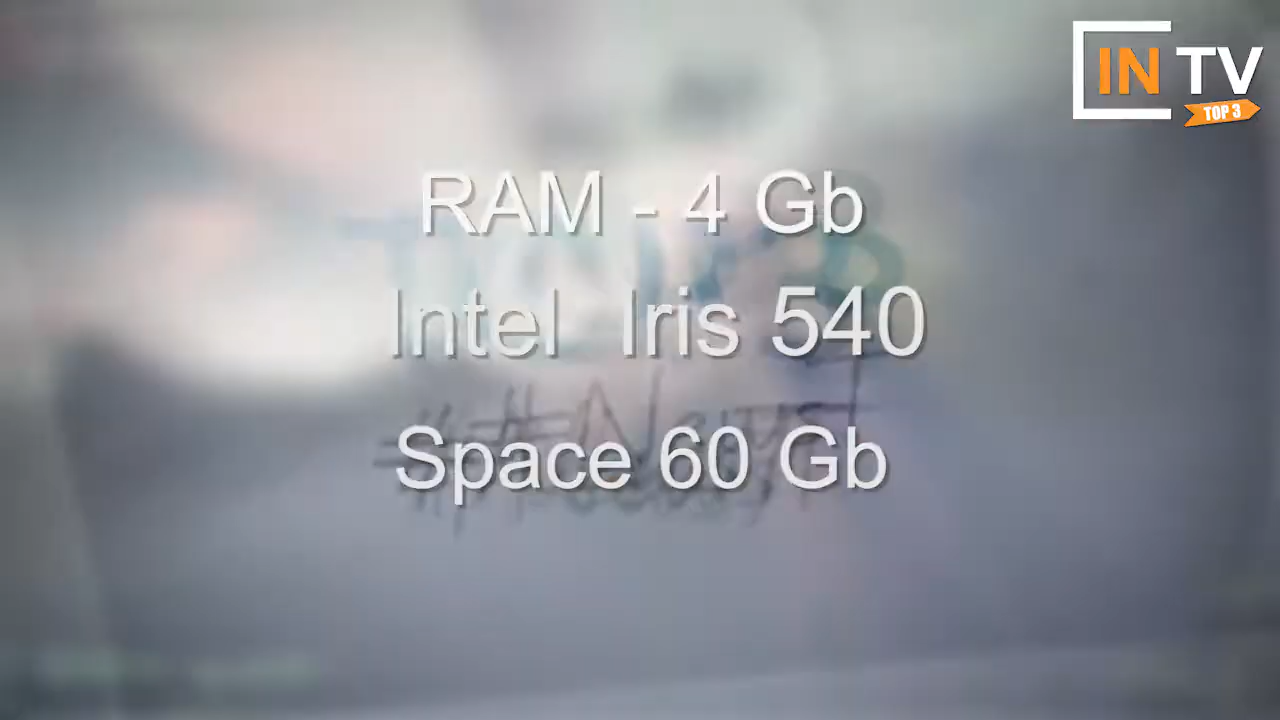 IN TV
TOP 3
RAM - 4 Gb
Intel Iris 540
Space 60 Gb